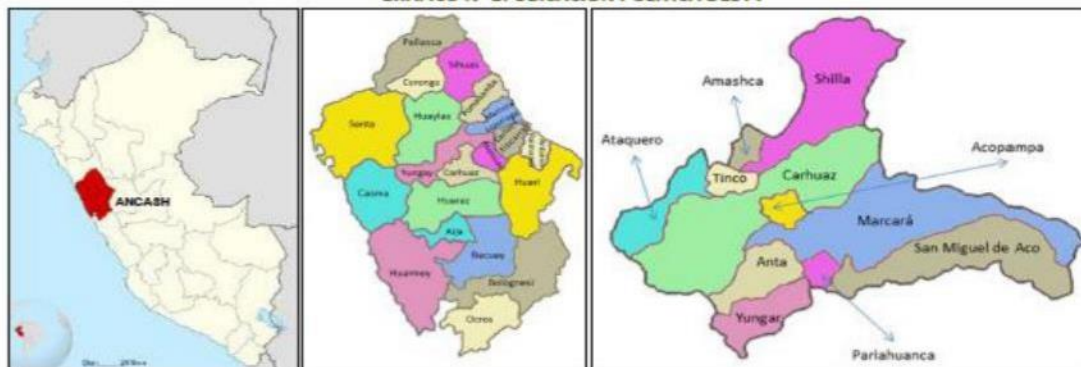 ANCASH
Pallasca
Corongo
Sihuas
Huaylas
Santa
Yungay
Carhuaz
Huari
Casma
Huaraz
Aija
Recuay
Huarmey
Bolognesi
Ocros
Shilla
Amashca
Ataquero
Acopampa
Tinco
Carhuaz
Marcará
San Miguel de Aco
Anta
Yungar
Pariahuanca